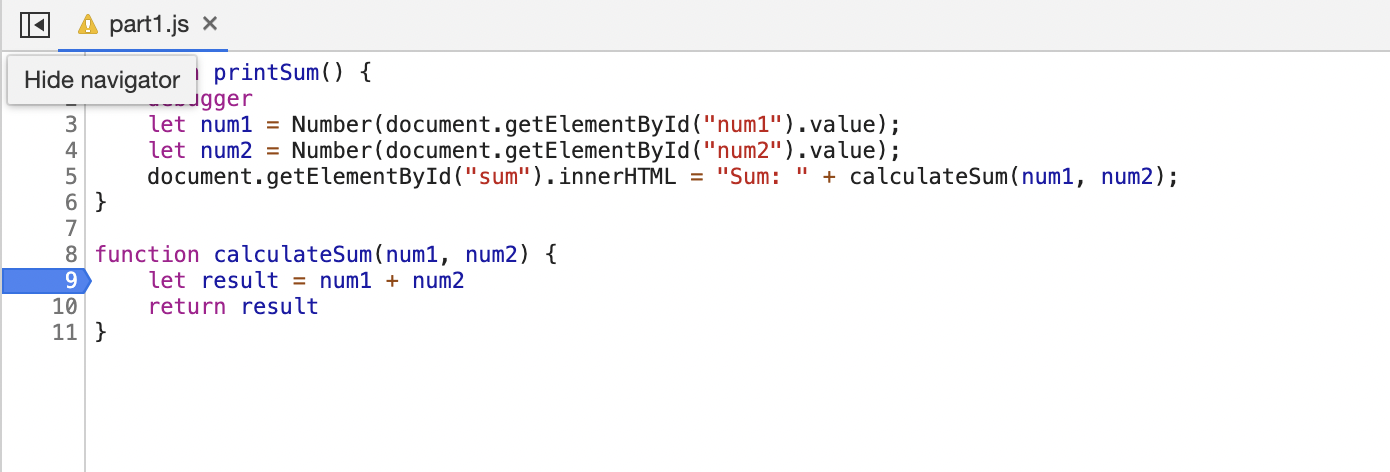 part1.js ×
Hide navigator
printSum() {
debugger
3 let num1 = Number(document.getElementById("num1").value);
4 let num2 = Number(document.getElementById("num2").value);
5 document.getElementById("sum").innerHTML = "Sum: " + calculateSum(num1, num2);
6 }
7
8 function calculateSum(num1, num2) {
9 let result = num1 + num2
10 return result
11 }